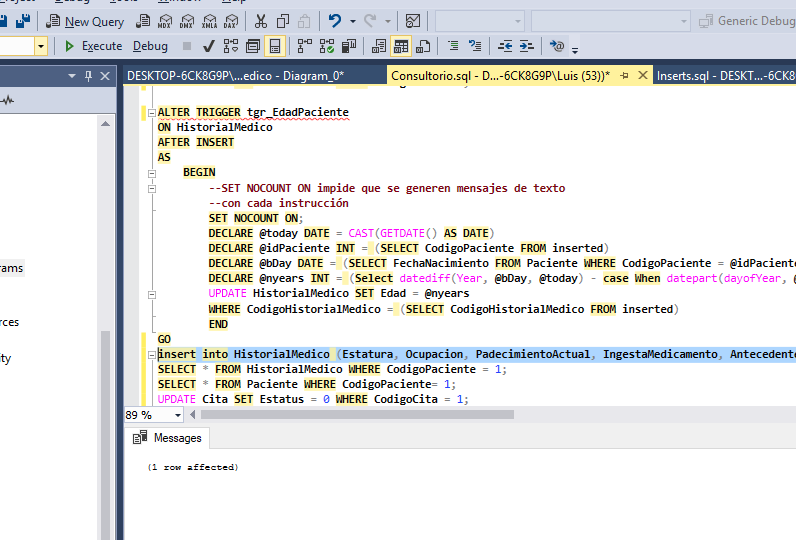 New Query
MDX
DMX
XMLA
DAX
Generic Debug
Execute Debug
DESKTOP-6CK8G9P\...edico - Diagram_0*
Consultorio.sql - D...-6CK8G9P\Luis (53))*
Inserts.sql - DESKT...-6CK8
ALTER TRIGGER tgr_EdadPaciente
ON HistorialMedico
AFTER INSERT
AS
BEGIN
--SET NOCOUNT ON impide que se generen mensajes de texto
--con cada instrucción
SET NOCOUNT ON;
DECLARE @today DATE = CAST(GETDATE() AS DATE)
DECLARE @idPaciente INT = (SELECT CodigoPaciente FROM inserted)
DECLARE @bDay DATE = (SELECT FechaNacimiento FROM Paciente WHERE CodigoPaciente = @idPaciente
DECLARE @nyears INT = (Select datediff(Year, @bDay, @today) - case When datepart(dayofYear, @
UPDATE HistorialMedico SET Edad = @nyears
WHERE CodigoHistorialMedico = (SELECT CodigoHistorialMedico FROM inserted)
END
GO
insert into HistorialMedico (Estatura, Ocupacion, PadecimientoActual, IngestaMedicamento, Antecedente
SELECT * FROM HistorialMedico WHERE CodigoPaciente = 1;
SELECT * FROM Paciente WHERE CodigoPaciente= 1;
UPDATE Cita SET Estatus = 0 WHERE CodigoCita = 1;
89 %
Messages
(1 row affected)